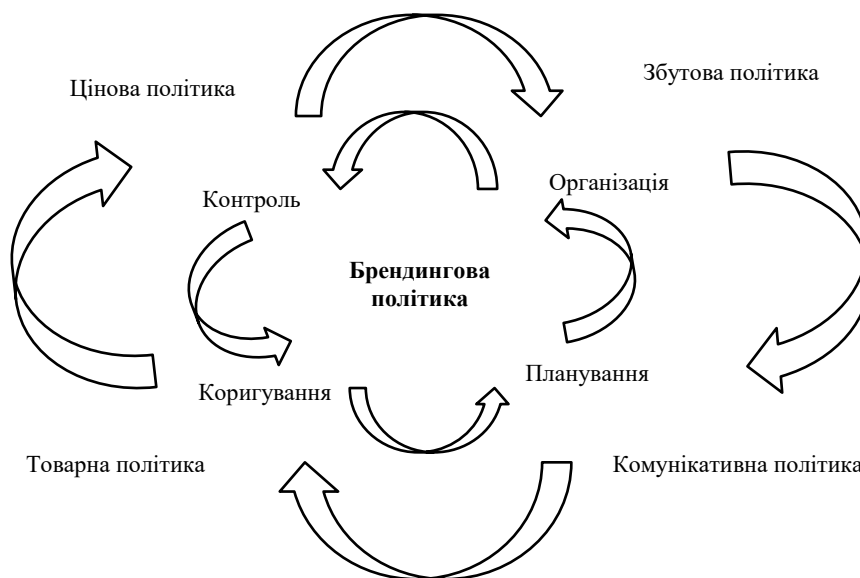 Цінова політика
Збутова політика
Організація
Контроль
Брендингова
політика
Планування
Коригування
Товарна політика
Комунікативна політика